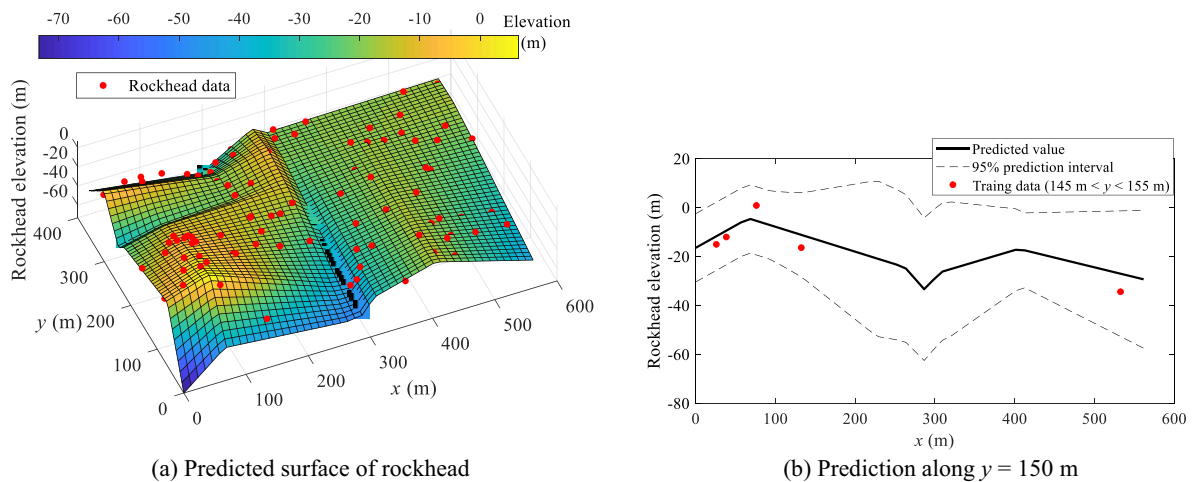 -70 -60 -50 -40 -30 -20 -10 0 Elevation
(m)
Rockhead data
Rockhead elevation (m)
0
-20
-40
-60
400
300
200
100
0
y (m)
0
100
200
300
400
500
600
x (m)
(a) Predicted surface of rockhead
Predicted value
95% prediction interval
Traing data (145 m < y < 155 m)
Rockhead elevation (m)
20
0
-20
-40
-60
-80
0 100 200 300 400 500 600
x (m)
(b) Prediction along y = 150 m